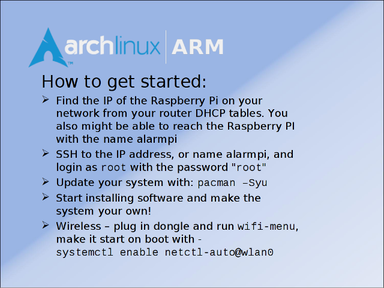 archlinux ARM
How to get started:
➢ Find the IP of the Raspberry Pi on your
network from your router DHCP tables. You
also might be able to reach the Raspberry PI
with the name alarmpi
➢ SSH to the IP address, or name alarmpi, and
login as root with the password "root"
➢ Update your system with: pacman –Syu
➢ Start installing software and make the
system your own!
➢ Wireless – plug in dongle and run wifi-menu,
make it start on boot with -
systemctl enable netctl-auto@wlan0